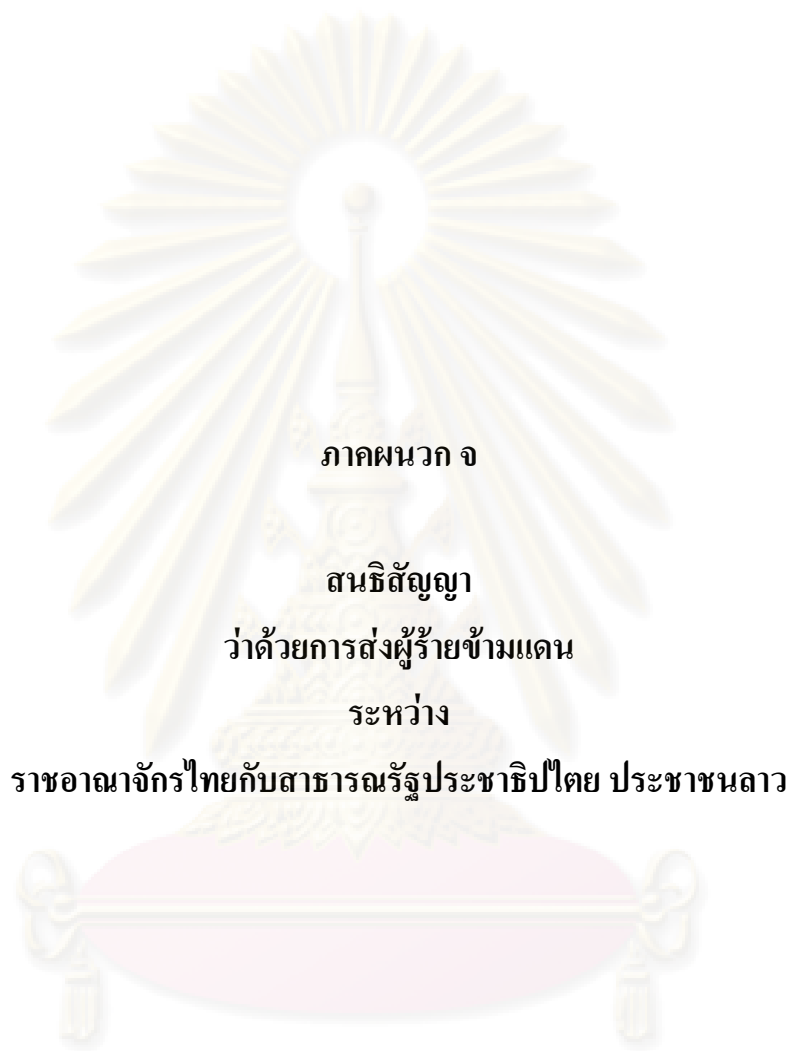 ภาคผนวก จ
สนธิสัญญา
ว่าด้วยการส่งผู้ร้ายข้ามแดน
ระหว่าง
ราชอาณาจักรไทยกับสาธารณรัฐประชาธิปไตย ประชาชนลาว